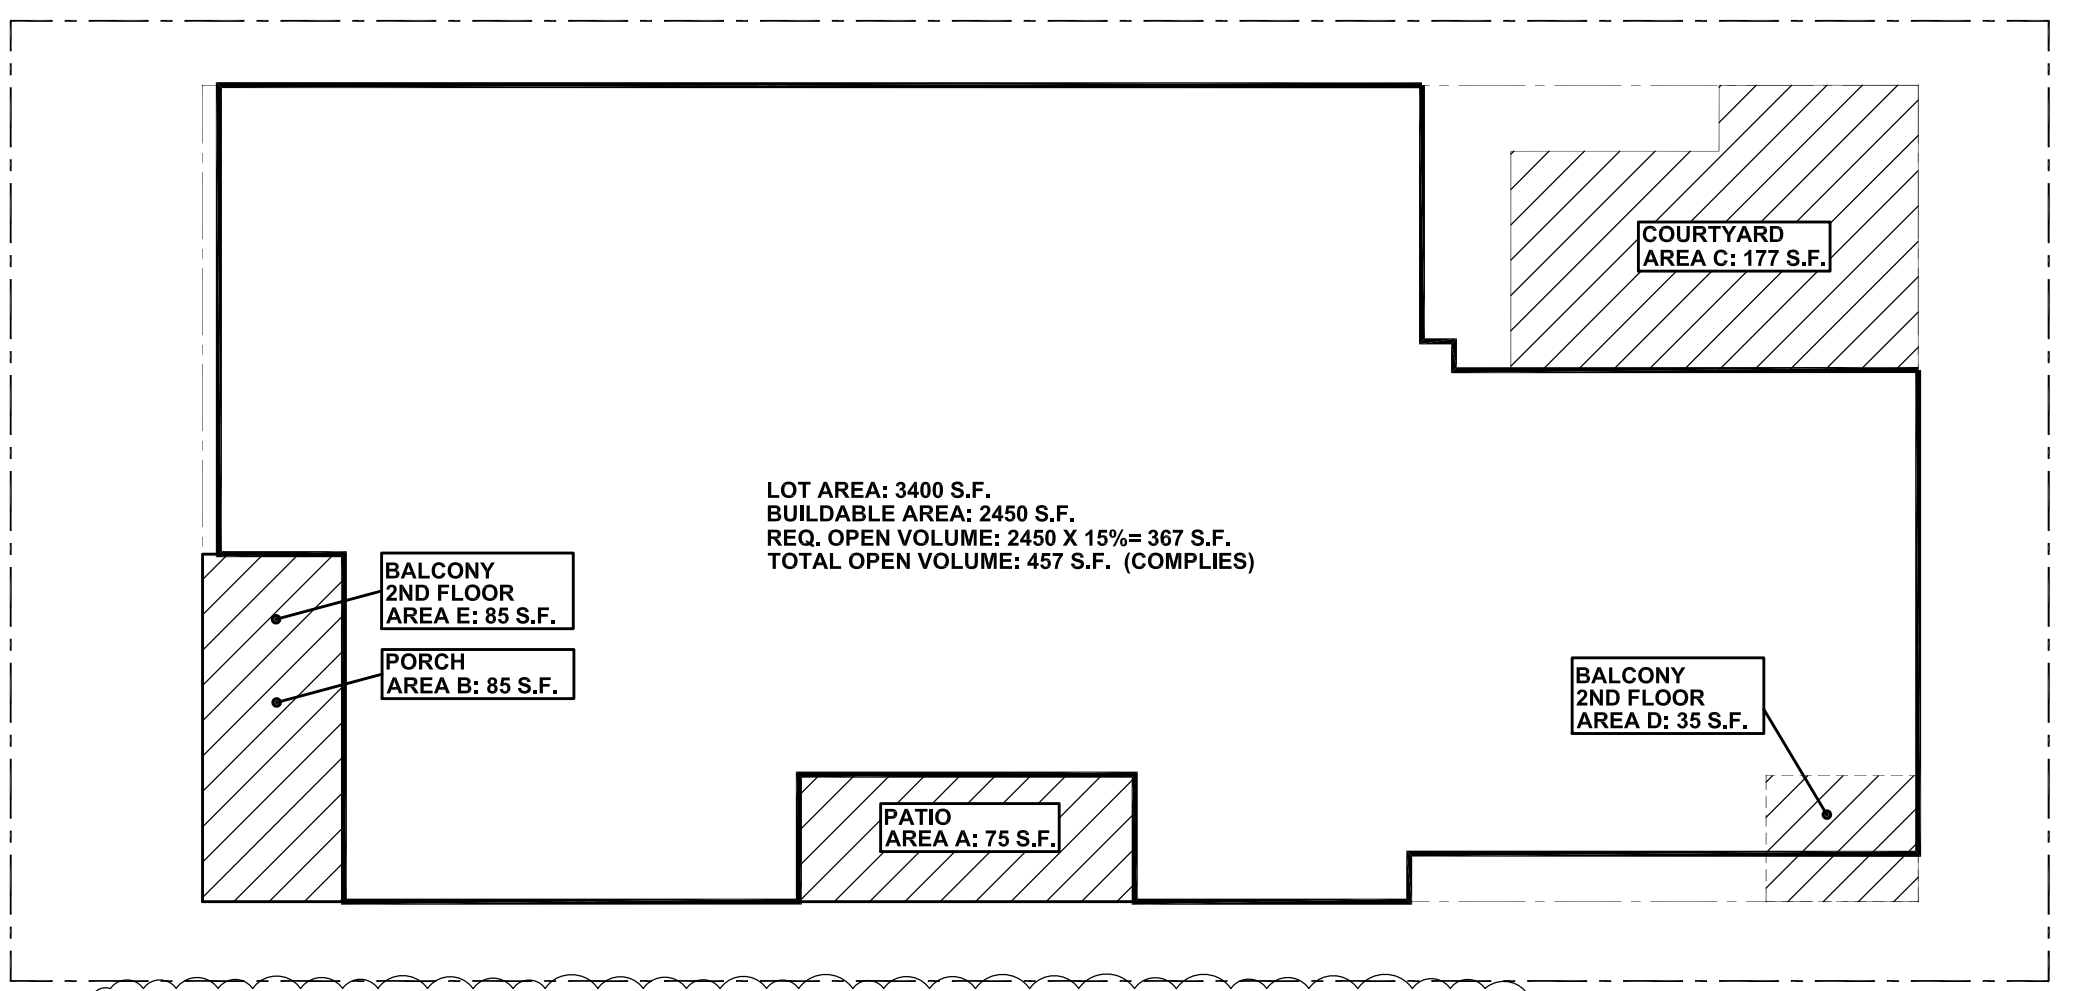 COURTYARD
AREA C: 177 S.F.
LOT AREA: 3400 S.F.
BUILDABLE AREA: 2450 S.F.
REQ. OPEN VOLUME: 2450 X 15%= 367 S.F.
TOTAL OPEN VOLUME: 457 S.F. (COMPLIES)
BALCONY
2ND FLOOR
AREA E: 85 S.F.
PORCH
AREA B: 85 S.F.
BALCONY
2ND FLOOR
AREA D: 35 S.F.
PATIO
AREA A: 75 S.F.